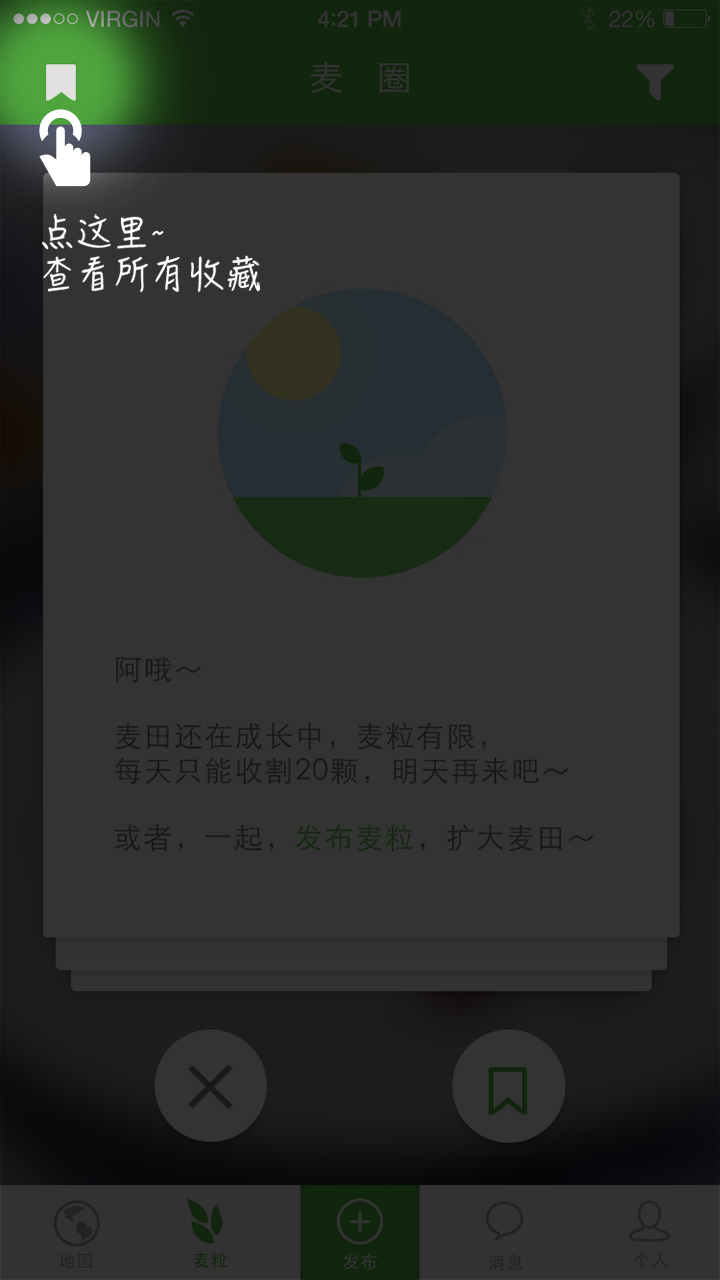 VIRGIN 4:21 PM 22%
麦 圈
点这里~
查看所有收藏
阿哦～
麦田还在成长中，麦粒有限，
每天只能收割20颗，明天再来吧～
或者，一起，发布麦粒，扩大麦田～
地图 麦粒 发布 消息 个人